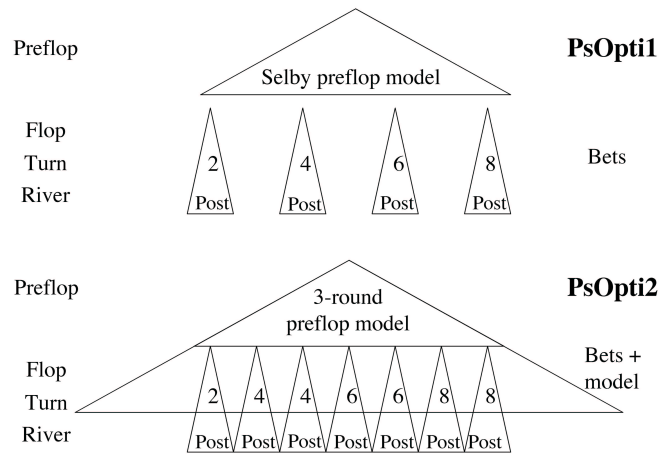 Preflop
PsOpti1
Selby preflop model
Flop
Turn
River
2 4 6 8
Bets
Post Post Post Post
Preflop
PsOpti2
3-round
preflop model
Flop
Turn
River
2 4 4 6 6 8 8
Bets +
model
Post Post Post Post Post Post Post